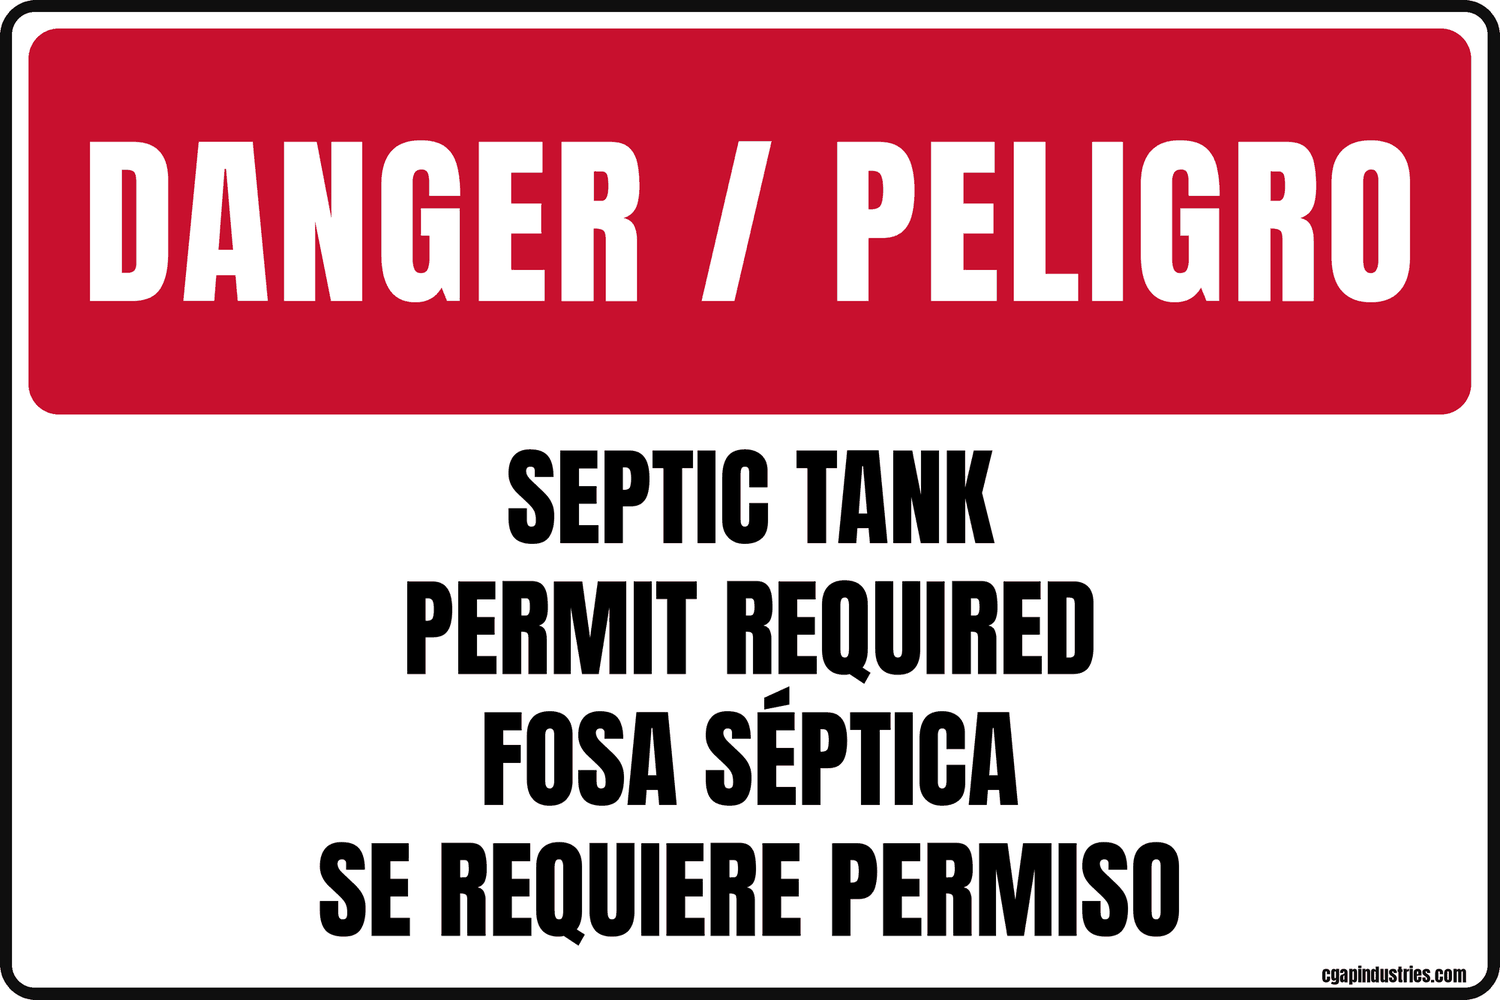 DANGER / PELIGRO
SEPTIC TANK
PERMIT REQUIRED
FOSA SÉPTICA
SE REQUIERE PERMISO
cgapindustries.com